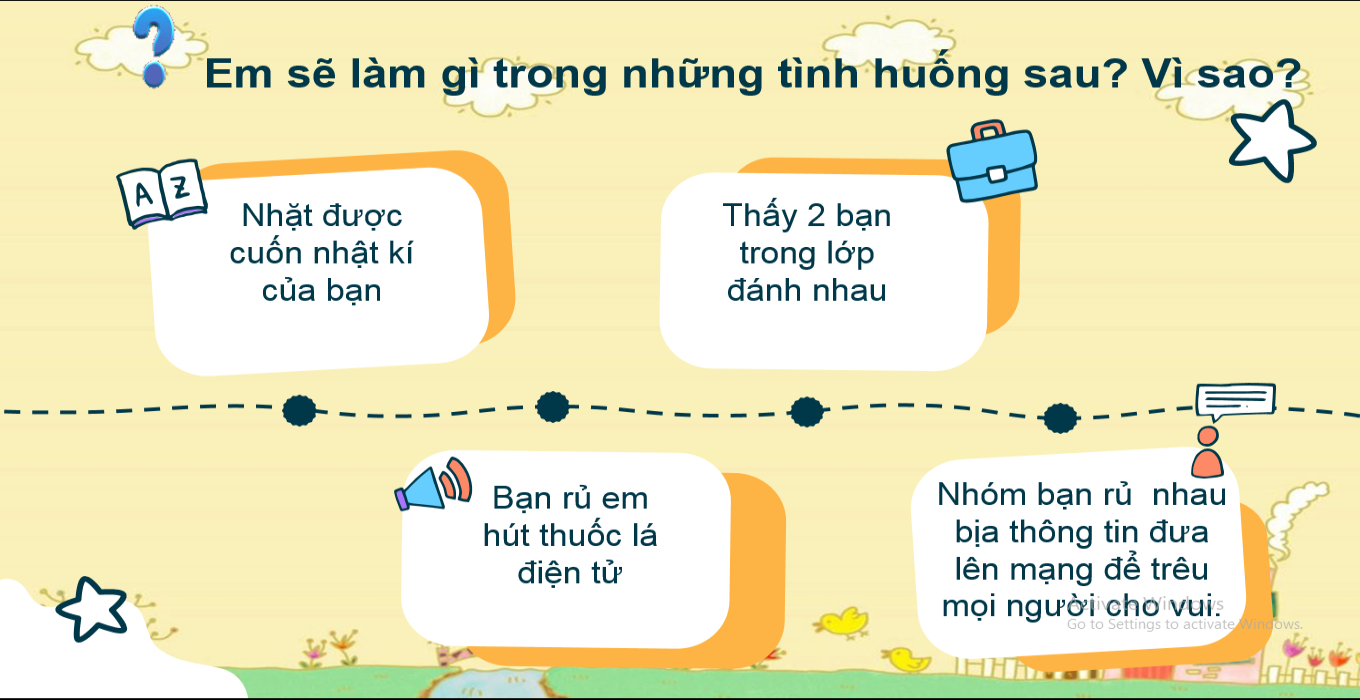 Em sẽ làm gì trong những tình huống sau? Vì sao?
A Z
Nhặt được
cuốn nhật kí
của bạn
Thấy 2 bạn
trong lớp
đánh nhau
Bạn rủ em
hút thuốc lá
điện tử
Nhóm bạn rủ  nhau
bịa thông tin đưa
lên mạng để trêu
mọi người cho vui.
Activate Windows
Go to Settings to activate Windows.